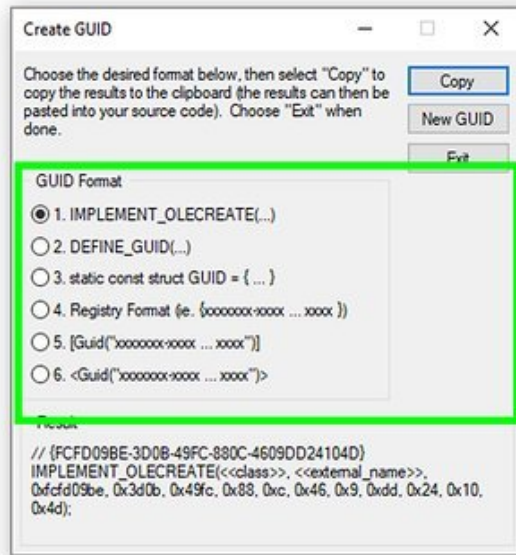 Create GUID
Choose the desired format below, then select "Copy" to
copy the results to the clipboard (the results can then be
pasted into your source code). Choose "Exit" when
done.
Copy
New GUID
Exit
GUID Format
1. IMPLEMENT_OLECREATE(...)
2. DEFINE_GUID(...)
3. static const struct GUID = { ... }
4. Registry Format (ie. {xxxxxxx-xxxx ... xxxx })
5. [Guid("xxxxxxx-xxxx ... xxxx")]
6. <Guid("xxxxxxx-xxxx ... xxxx")>
Result
// {FCFD09BE-3D0B-49FC-880C-4609DD24104D}
IMPLEMENT_OLECREATE(<<class>>, <<external_name>>,
0xfcfd09be, 0x3d0b, 0x49fc, 0x88, 0xc, 0x46, 0x9, 0xdd, 0x24, 0x10,
0x4d);